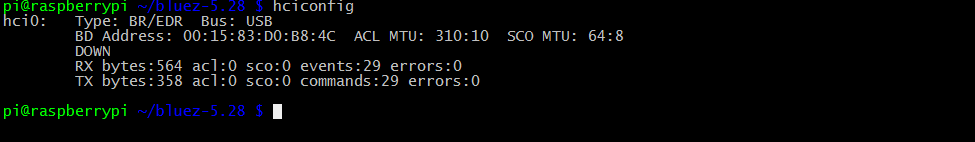 pi@raspberrypi ~/bluez-5.28 $ hciconfig
hci0:   Type: BR/EDR  Bus: USB
        BD Address: 00:15:83:D0:B8:4C  ACL MTU: 310:10  SCO MTU: 64:8
        DOWN
        RX bytes:564 acl:0 sco:0 events:29 errors:0
        TX bytes:358 acl:0 sco:0 commands:29 errors:0
pi@raspberrypi ~/bluez-5.28 $